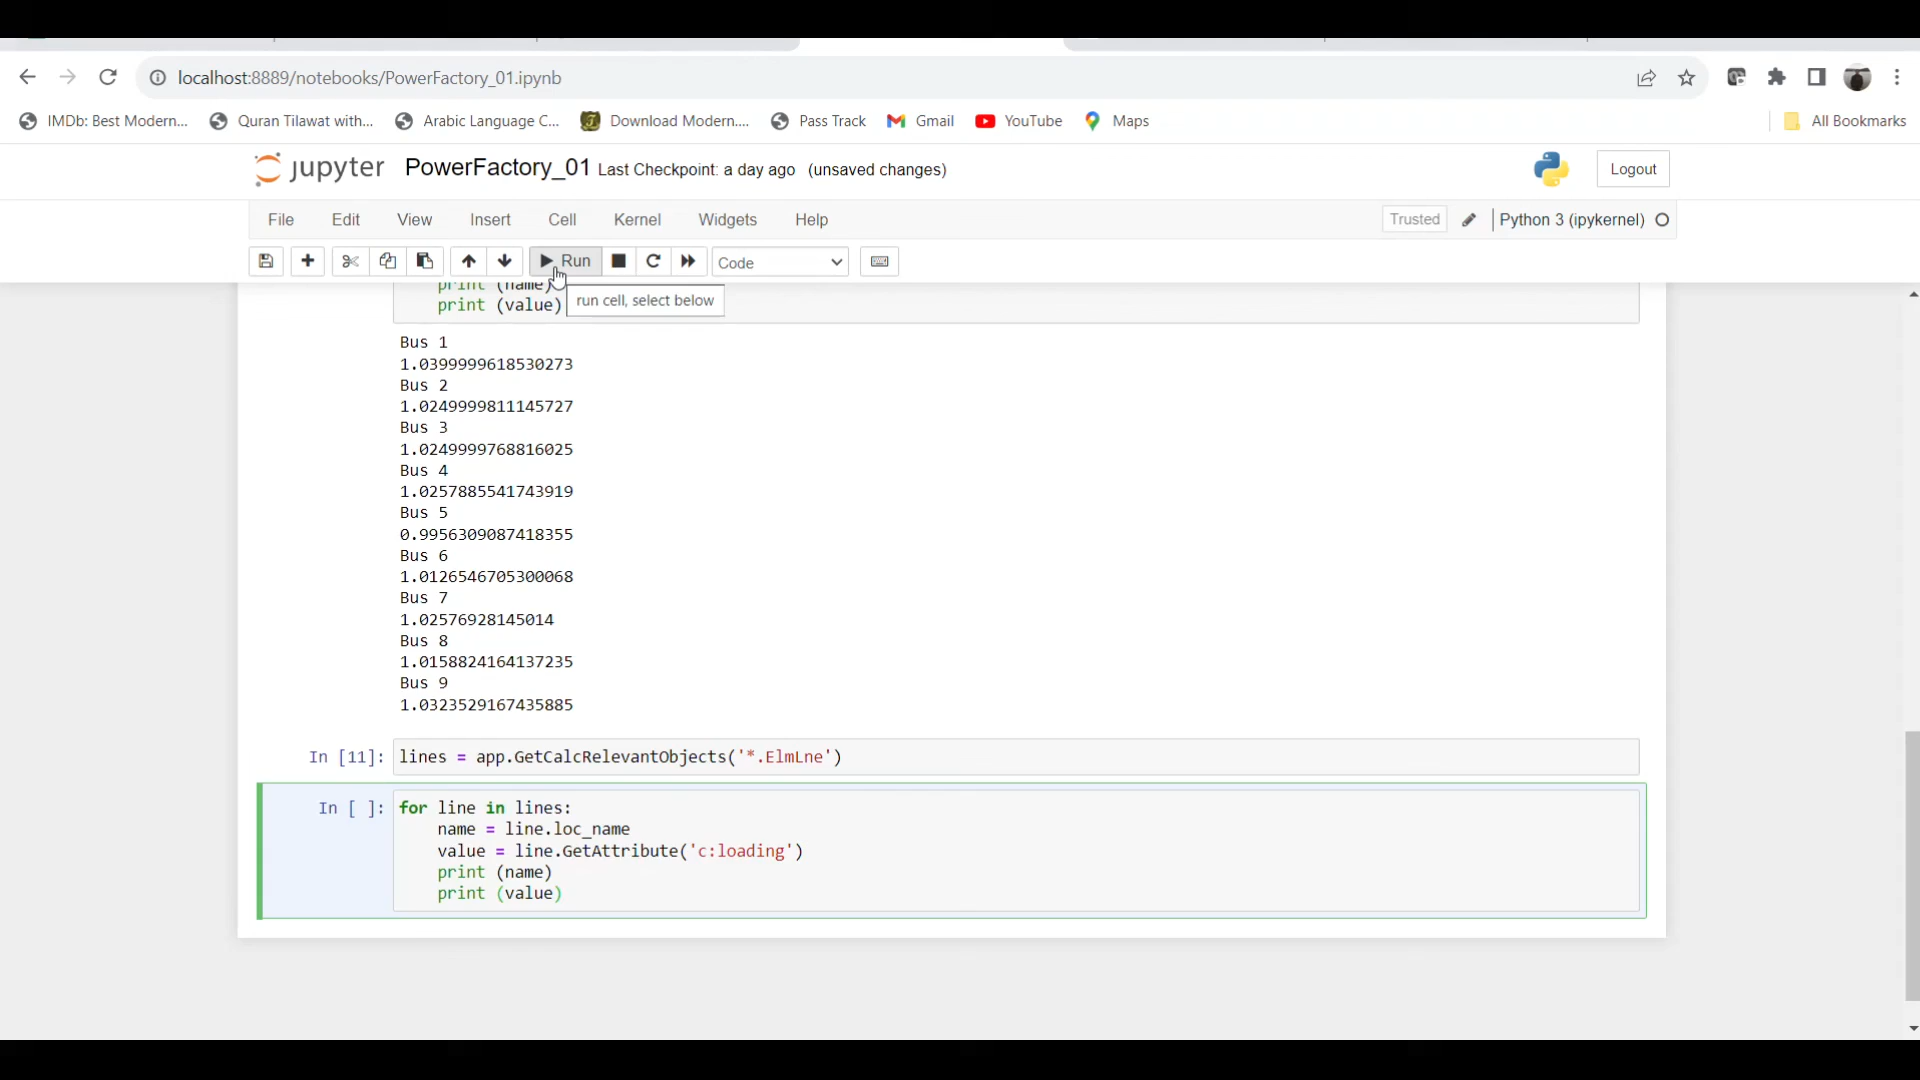 localhost:8889/notebooks/PowerFactory_01.ipynb
IMDb: Best Modern... Quran Tilawat with... Arabic Language C... Download Modern.... Pass Track Gmail YouTube Maps All Bookmarks
jupyter PowerFactory_01 Last Checkpoint: a day ago (unsaved changes) Logout
File Edit View Insert Cell Kernel Widgets Help Trusted Python 3 (ipykernel)
Run Code
print (name)
print (value) run cell, select below
Bus 1
1.0399999618530273
Bus 2
1.0249999811145727
Bus 3
1.0249999768816025
Bus 4
1.0257885541743919
Bus 5
0.9956309087418355
Bus 6
1.0126546705300068
Bus 7
1.02576928145014
Bus 8
1.0158824164137235
Bus 9
1.0323529167435885
In [11]: lines = app.GetCalcRelevantObjects('*.ElmLne')
In [ ]: for line in lines:
name = line.loc_name
value = line.GetAttribute('c:loading')
print (name)
print (value)